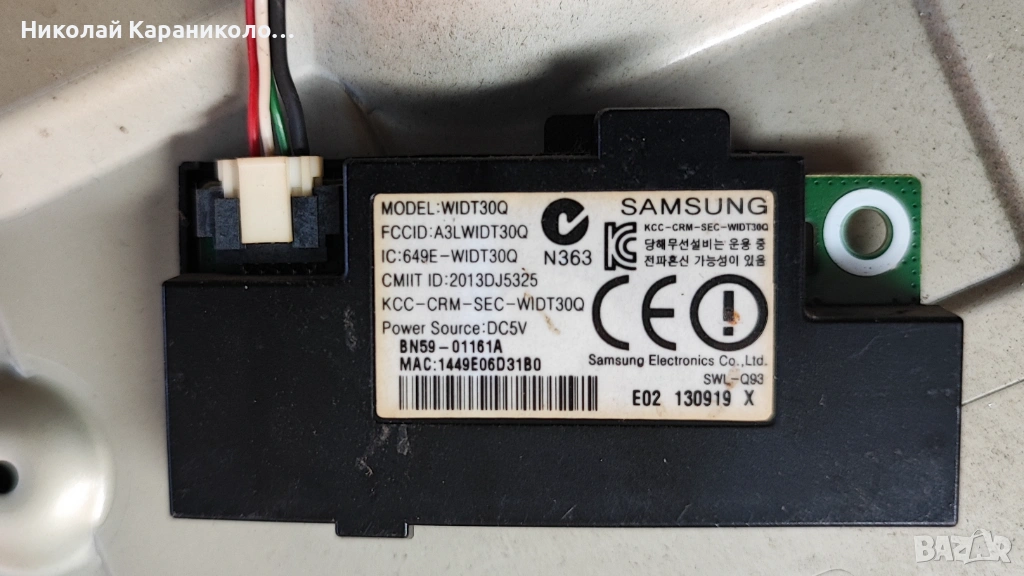 Николай Караниколо...
MODEL:WIDT30Q
FCCID:A3LWIDT30Q
IC:649E-WIDT30Q
CMIIT ID:2013DJ5325
KCC-CRM-SEC-WIDT30Q
Power Source:DC5V
BN59-01161A
MAC:1449E06D31B0
N363
SAMSUNG
KCC-CRM-SEC-WIDT30Q
당해무선설비는 운용 중
전파혼신 가능성이 있음
CE
Samsung Electronics Co.,Ltd.
SWL-Q93
E02 130919 X
BAZAR